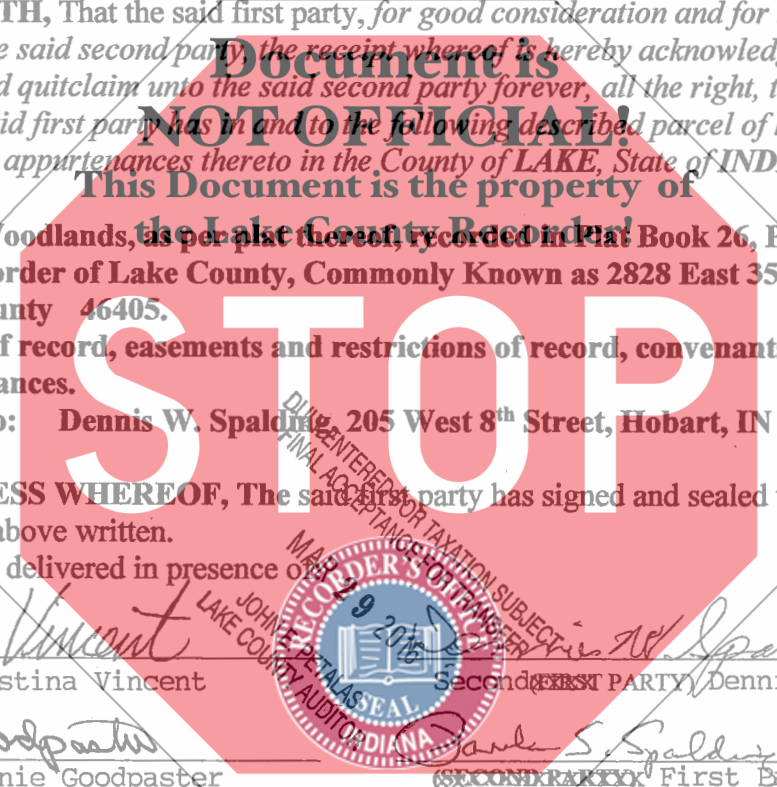 TH, That the said first party, for good consideration and for
e said second party, the receipt whereof is hereby acknowled
Document is
d quitclaim unto the said second party forever, all the right, t
NOT OFFICIAL!
id first party has in and to the following described parcel of
appurtenances thereto in the County of LAKE, State of IND
This Document is the property of
the Lake County Recorder!
oodlands, as per plat thereof, recorded in Plat Book 26, P
order of Lake County, Commonly Known as 2828 East 35
unty 46405.
f record, easements and restrictions of record, convenant
ances.
STOP
o: Dennis W. Spalding, 205 West 8th Street, Hobart, IN
DULY ENTERED FOR TAXATION SUBJECT
FINAL ACCEPTANCE FOR TRANSFER
ESS WHEREOF, The said first party has signed and sealed
above written.
delivered in presence of
MAR 29 2016
JOHN E. PETALAS
LAKE COUNTY AUDITOR
RECORDER'S OFFICE
SEAL
INDIANA
Vincent
Dennis W. Spa
stina Vincent
Second (FIRST PARTY) Denni
odpaster
Sandra S. Spaldin
nie Goodpaster
(SECOND PARTY) First P